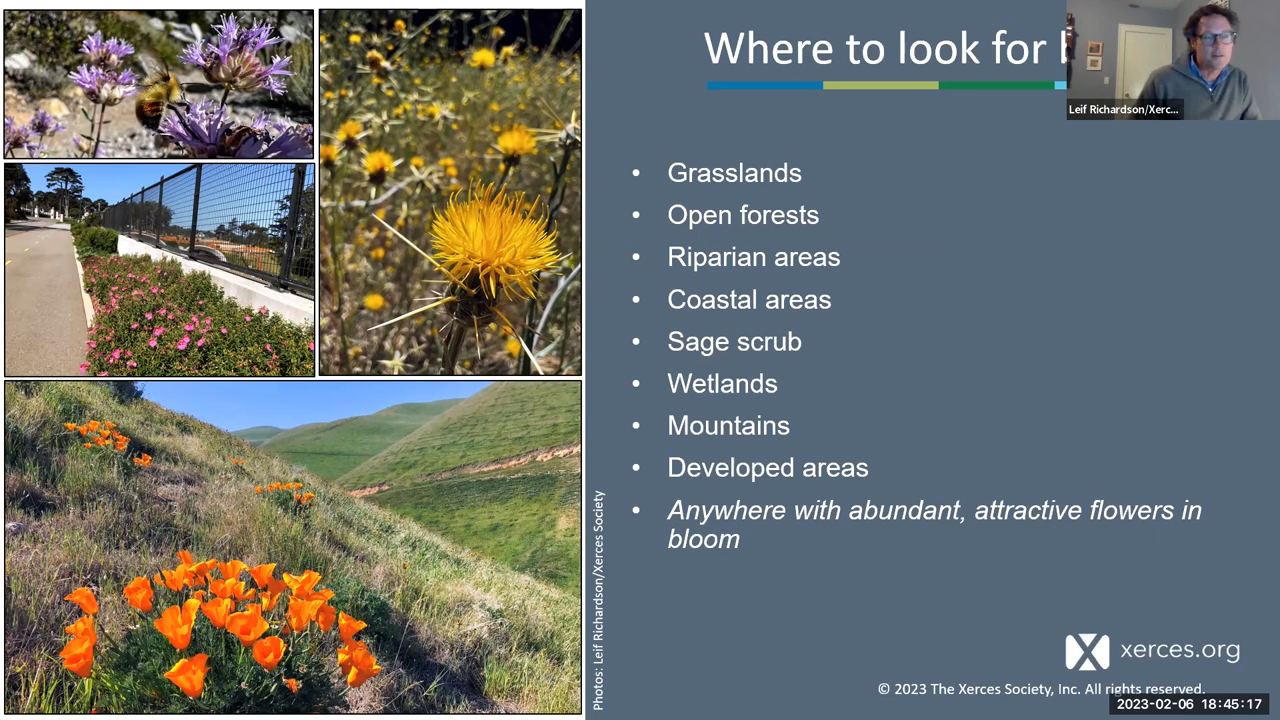 Where to look for
Leif Richardson/Xerc...
• Grasslands
• Open forests
• Riparian areas
• Coastal areas
• Sage scrub
• Wetlands
• Mountains
• Developed areas
• Anywhere with abundant, attractive flowers in
bloom
Photos: Leif Richardson/Xerces Society
xerces.org
© 2023 The Xerces Society, Inc. All rights reserved.
2023-02-06 18:45:17